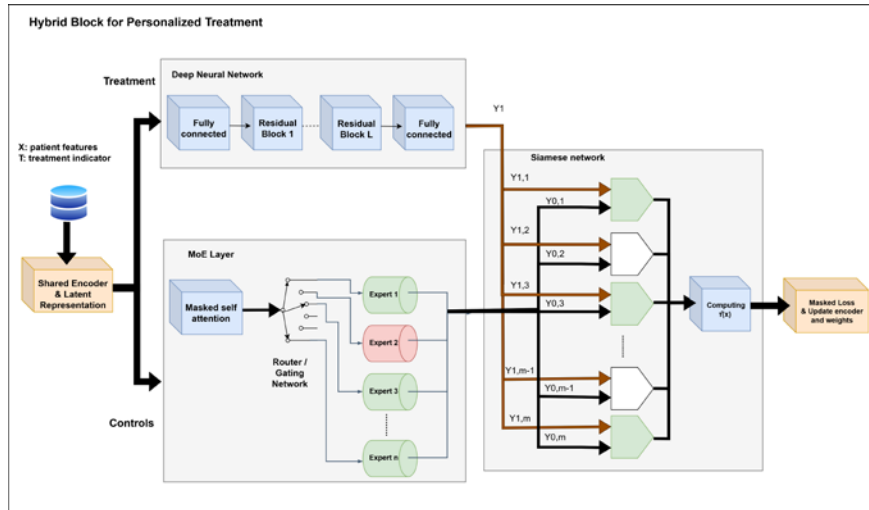 Hybrid Block for Personalized Treatment
Treatment
Deep Neural Network
Fully
connected
Residual
Block 1
Residual
Block L
Fully
connected
Y1
X: patient features
T: treatment indicator
Shared Encoder
& Latent
Representation
Controls
MoE Layer
Masked self
attention
Router /
Gating
Network
Expert 1
Expert 2
Expert 3
Expert n
Siamese network
Y1,1
Y0,1
Y1,2
Y0,2
Y1,3
Y0,3
Y1,m-1
Y0,m-1
Y1,m
Y0,m
Computing
f(x)
Masked Loss
& Update encoder
and weights